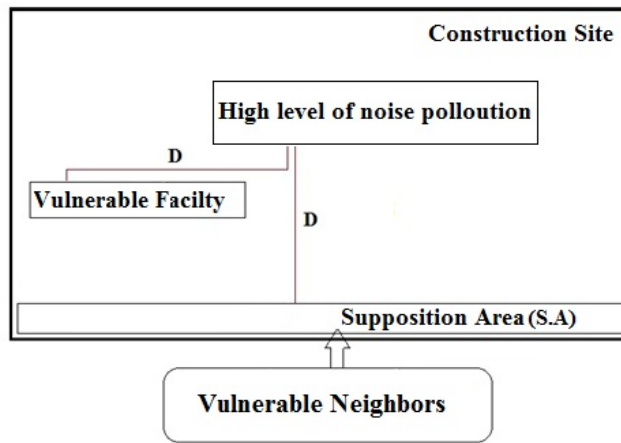 Construction Site
High level of noise polloution
D
Vulnerable Facilty
D
Supposition Area (S.A)
Vulnerable Neighbors